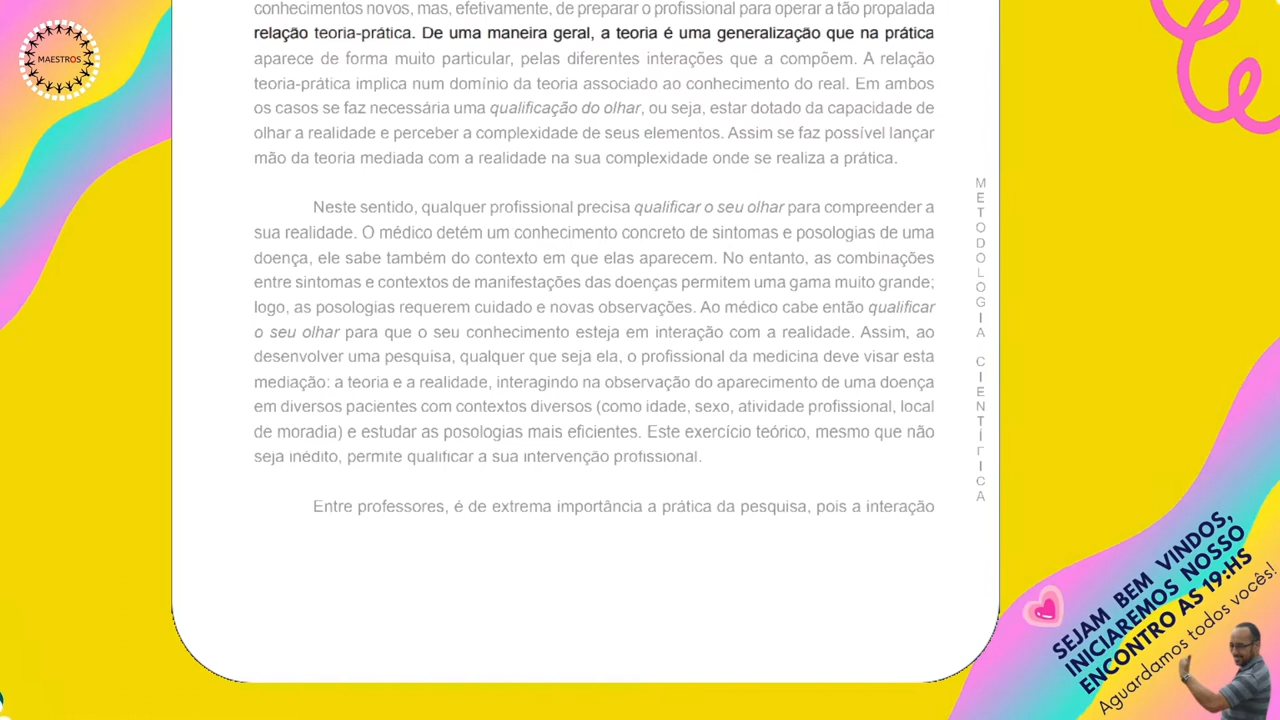 MAESTROS
conhecimentos novos, mas, efetivamente, de preparar o profissional para operar a tão propalada
relação teoria-prática. De uma maneira geral, a teoria é uma generalização que na prática
aparece de forma muito particular, pelas diferentes interações que a compõem. A relação
teoria-prática implica num domínio da teoria associado ao conhecimento do real. Em ambos
os casos se faz necessária uma qualificação do olhar, ou seja, estar dotado da capacidade de
olhar a realidade e perceber a complexidade de seus elementos. Assim se faz possível lançar
mão da teoria mediada com a realidade na sua complexidade onde se realiza a prática.
Neste sentido, qualquer profissional precisa qualificar o seu olhar para compreender a
sua realidade. O médico detém um conhecimento concreto de sintomas e posologias de uma
doença, ele sabe também do contexto em que elas aparecem. No entanto, as combinações
entre sintomas e contextos de manifestações das doenças permitem uma gama muito grande;
logo, as posologias requerem cuidado e novas observações. Ao médico cabe então qualificar
o seu olhar para que o seu conhecimento esteja em interação com a realidade. Assim, ao
desenvolver uma pesquisa, qualquer que seja ela, o profissional da medicina deve visar esta
mediação: a teoria e a realidade, interagindo na observação do aparecimento de uma doença
em diversos pacientes com contextos diversos (como idade, sexo, atividade profissional, local
de moradia) e estudar as posologias mais eficientes. Este exercício teórico, mesmo que não
seja inédito, permite qualificar a sua intervenção profissional.
Entre professores, é de extrema importância a prática da pesquisa, pois a interação
METODOLOGIA CIENTÍFICA
SEJAM BEM VINDOS,
INICIAREMOS NOSSO
ENCONTRO AS 19:HS
Aguardamos todos vocês!